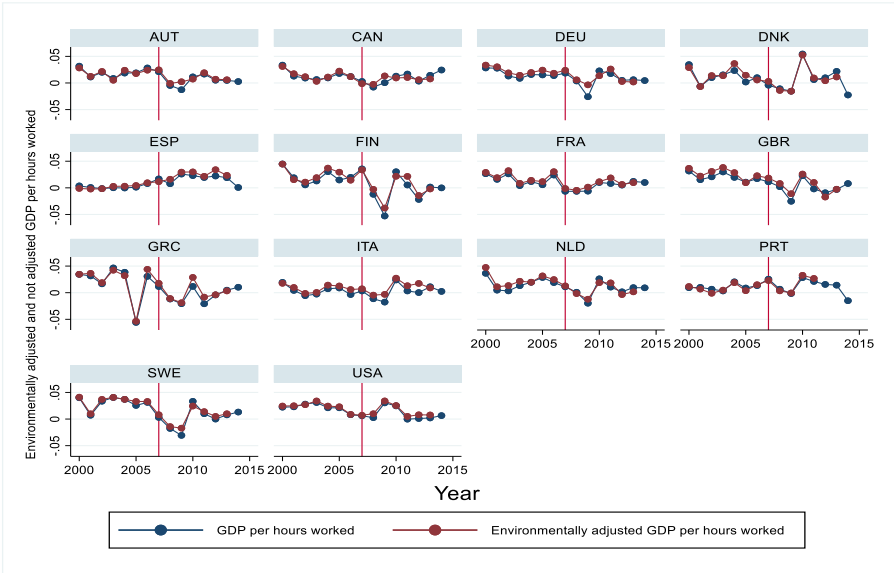 Environmentally adjusted and not adjusted GDP per hours worked
AUT CAN DEU DNK
.05
0
-.05
ESP FIN FRA GBR
.05
0
-.05
GRC ITA NLD PRT
.05
0
-.05
2000 2005 2010 2015 2000 2005 2010 2015
SWE USA
.05
0
-.05
2000 2005 2010 2015 2000 2005 2010 2015
Year
GDP per hours worked Environmentally adjusted GDP per hours worked